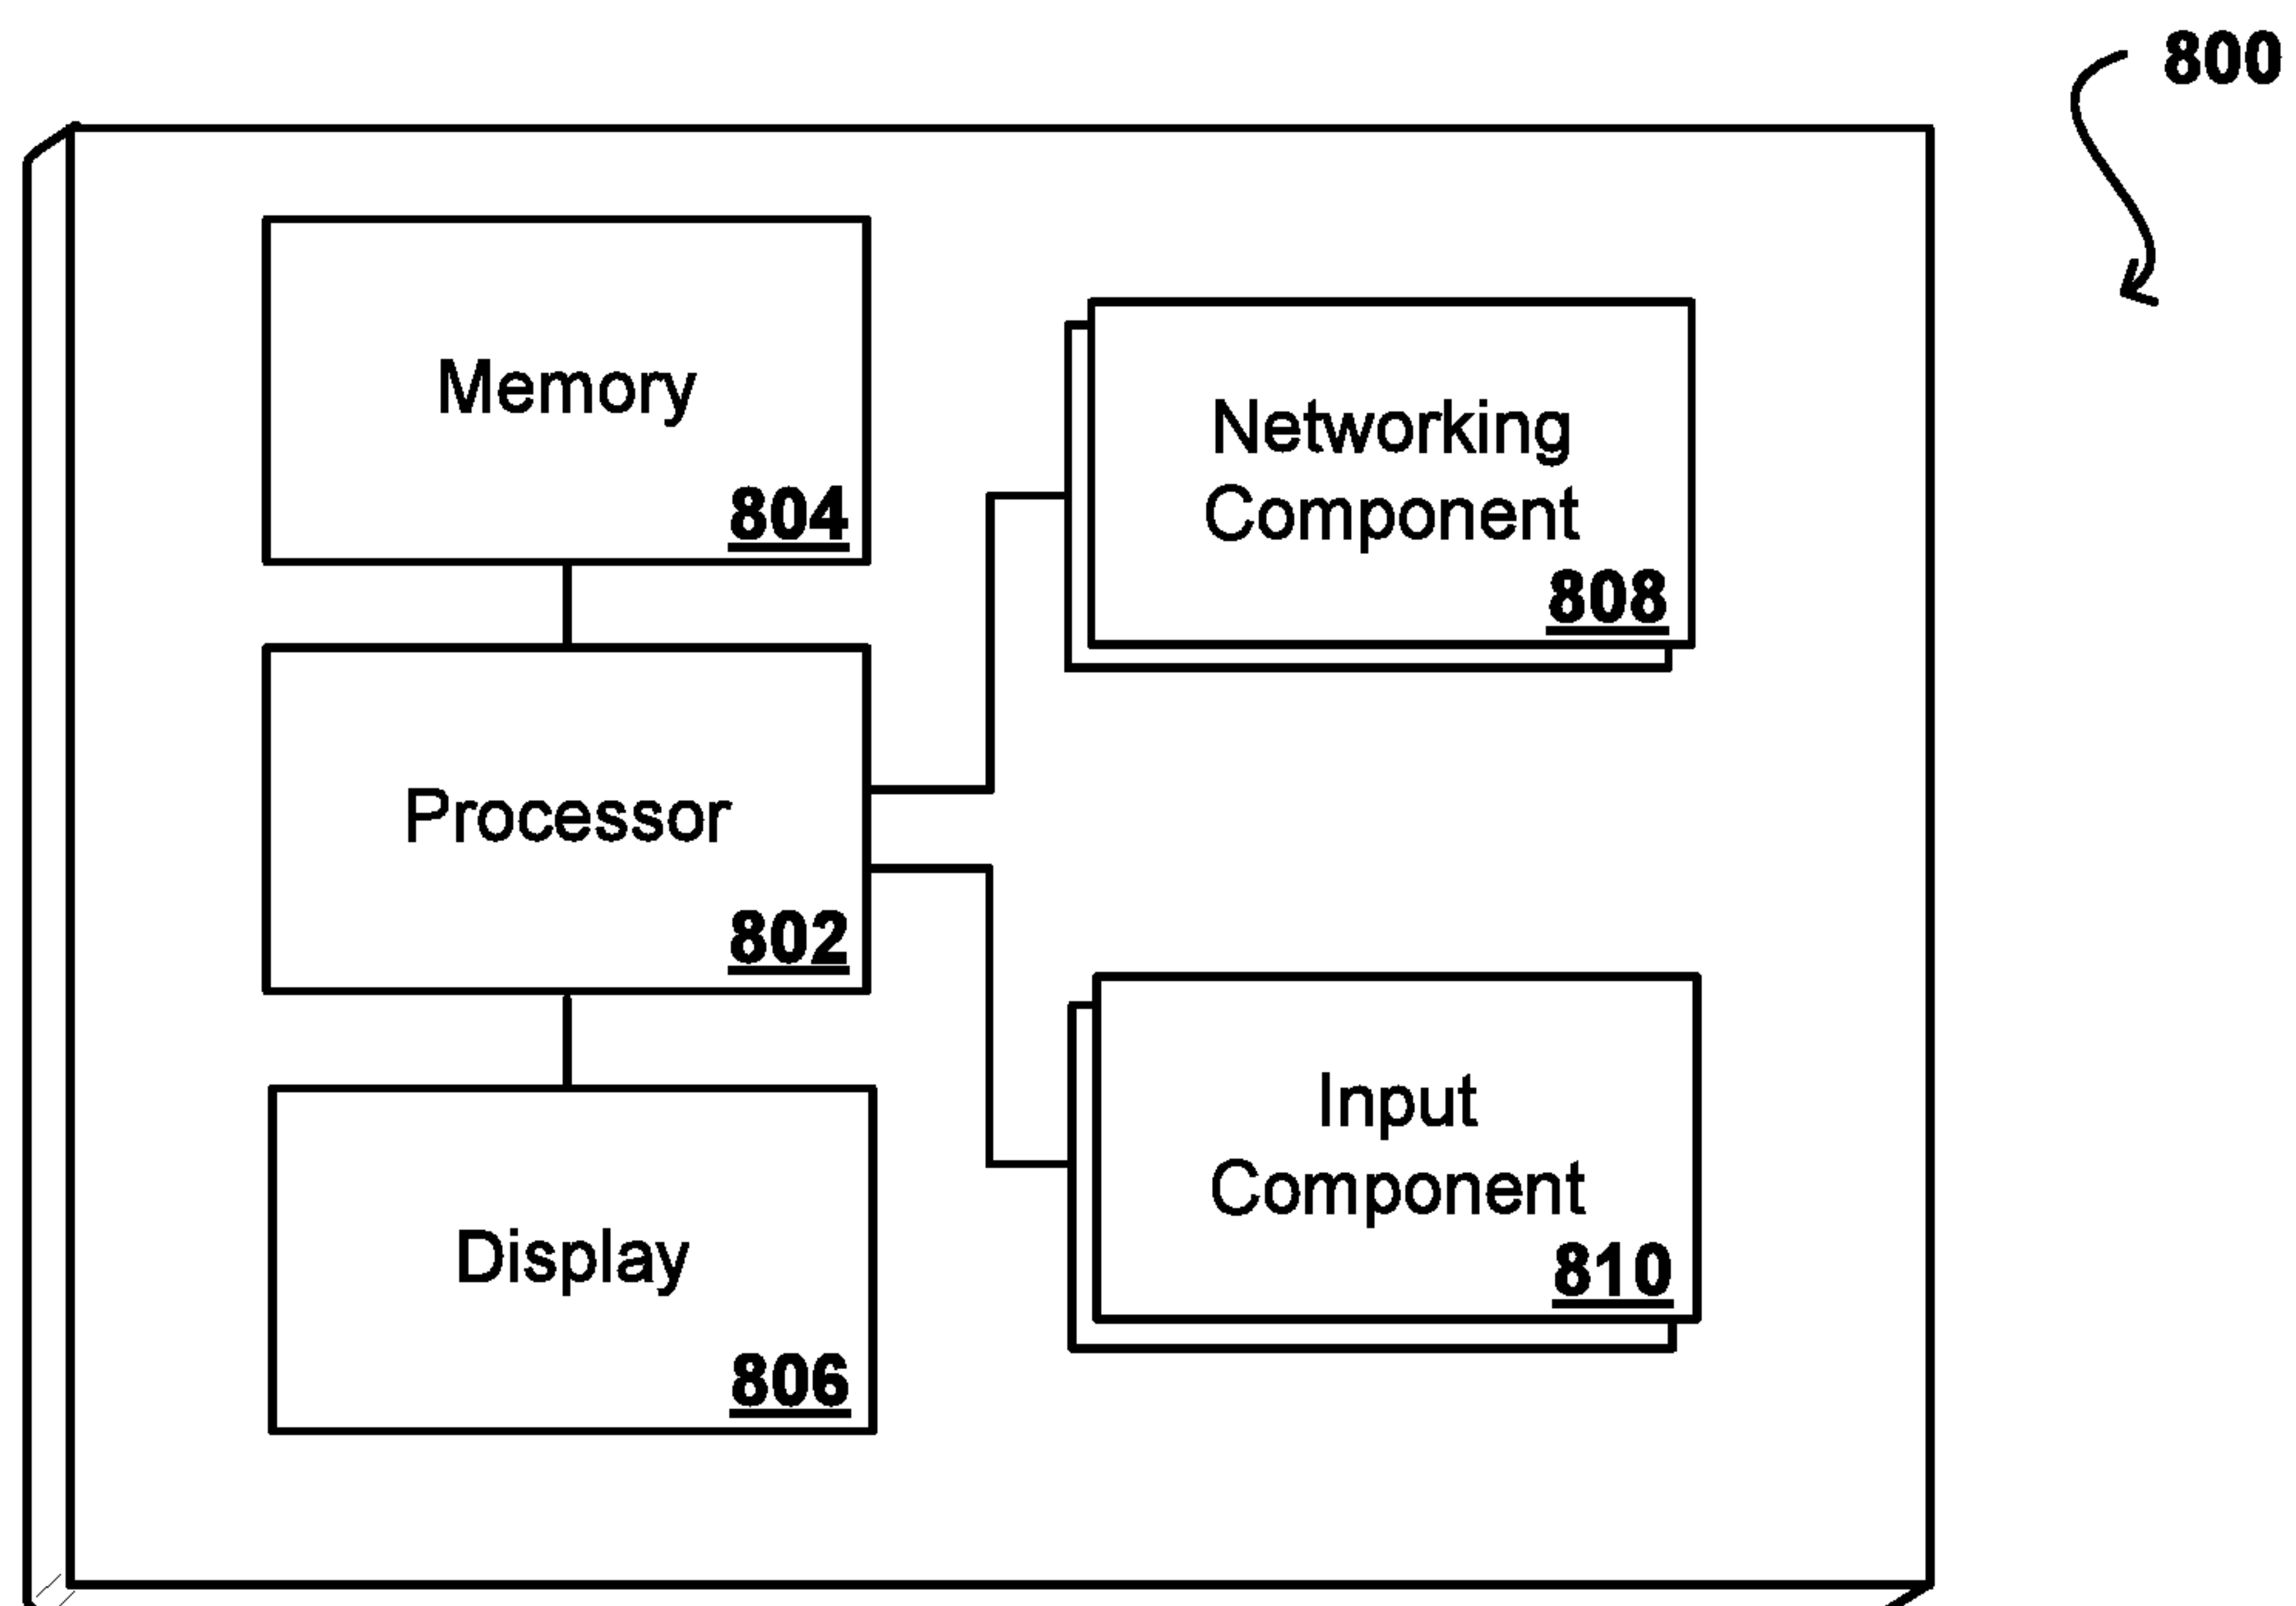 800
Memory
804
Networking
Component
808
Processor
802
Input
Component
810
Display
806